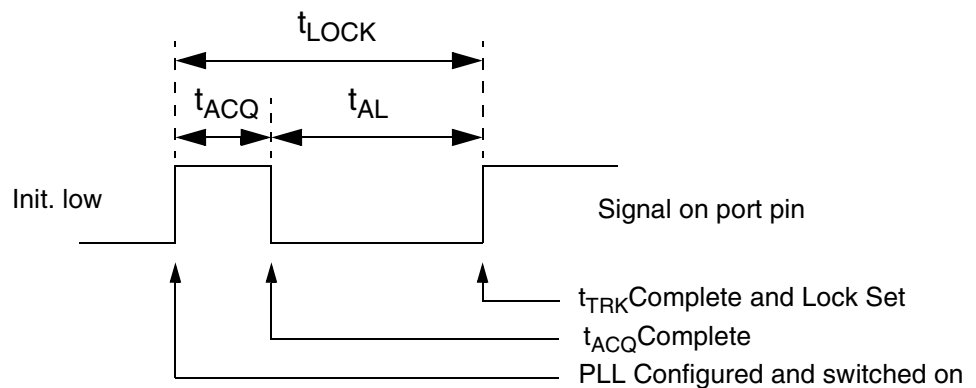 tLOCK
tACQ
tAL
Init. low
Signal on port pin
tTRKComplete and Lock Set
tACQComplete
PLL Configured and switched on